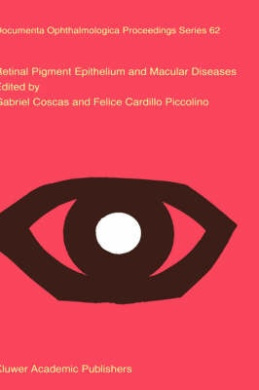 Documenta Ophthalmologica Proceedings Series 62
Retinal Pigment Epithelium and Macular Diseases
Edited by
Gabriel Coscas and Felice Cardillo Piccolino
Kluwer Academic Publishers